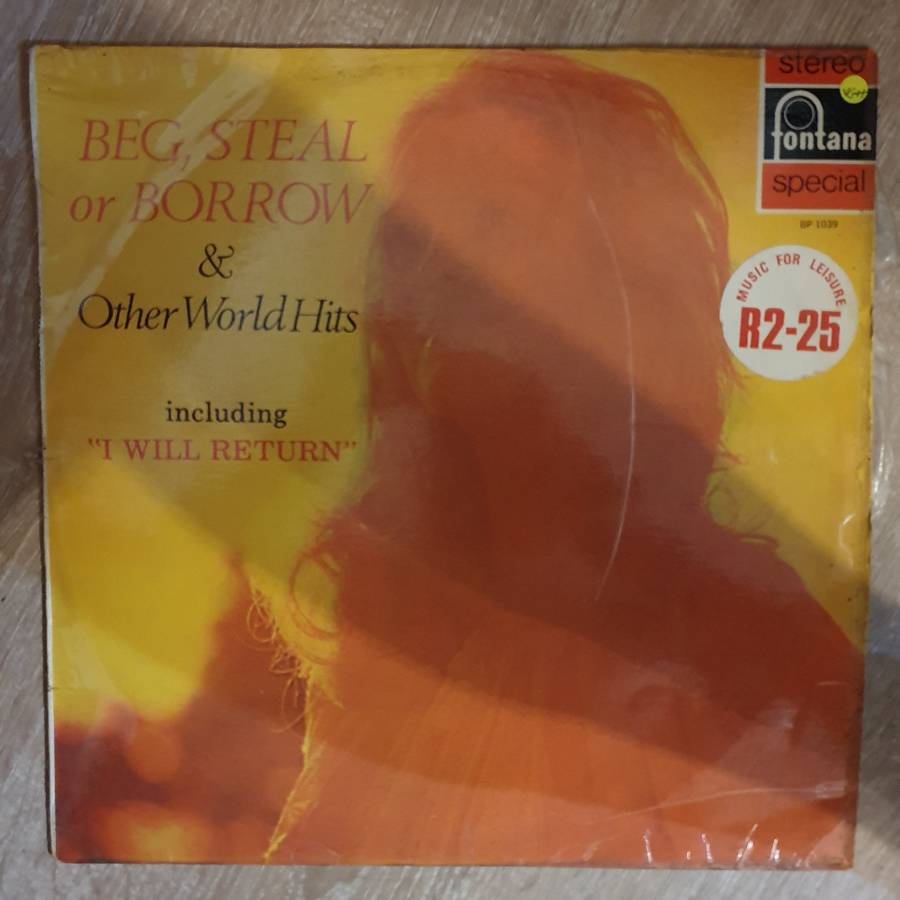 BEG, STEAL
or BORROW
&
Other World Hits
including
"I WILL RETURN"
stereo
fontana
special
BP 1039
MUSIC FOR LEISURE
R2-25